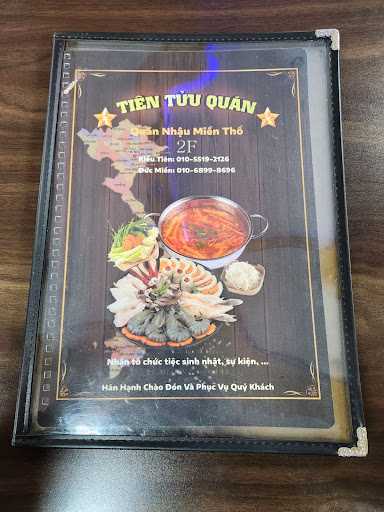 TIÊN TỬU QUÁN
Quán Nhậu Miền Thổ
2F
Kiều Tiên: 010-5519-2126
Đức Miền: 010-6899-8696
Nhận tổ chức tiệc sinh nhật, sự kiện, ...
Hân Hạnh Chào Đón Và Phục Vụ Quý Khách